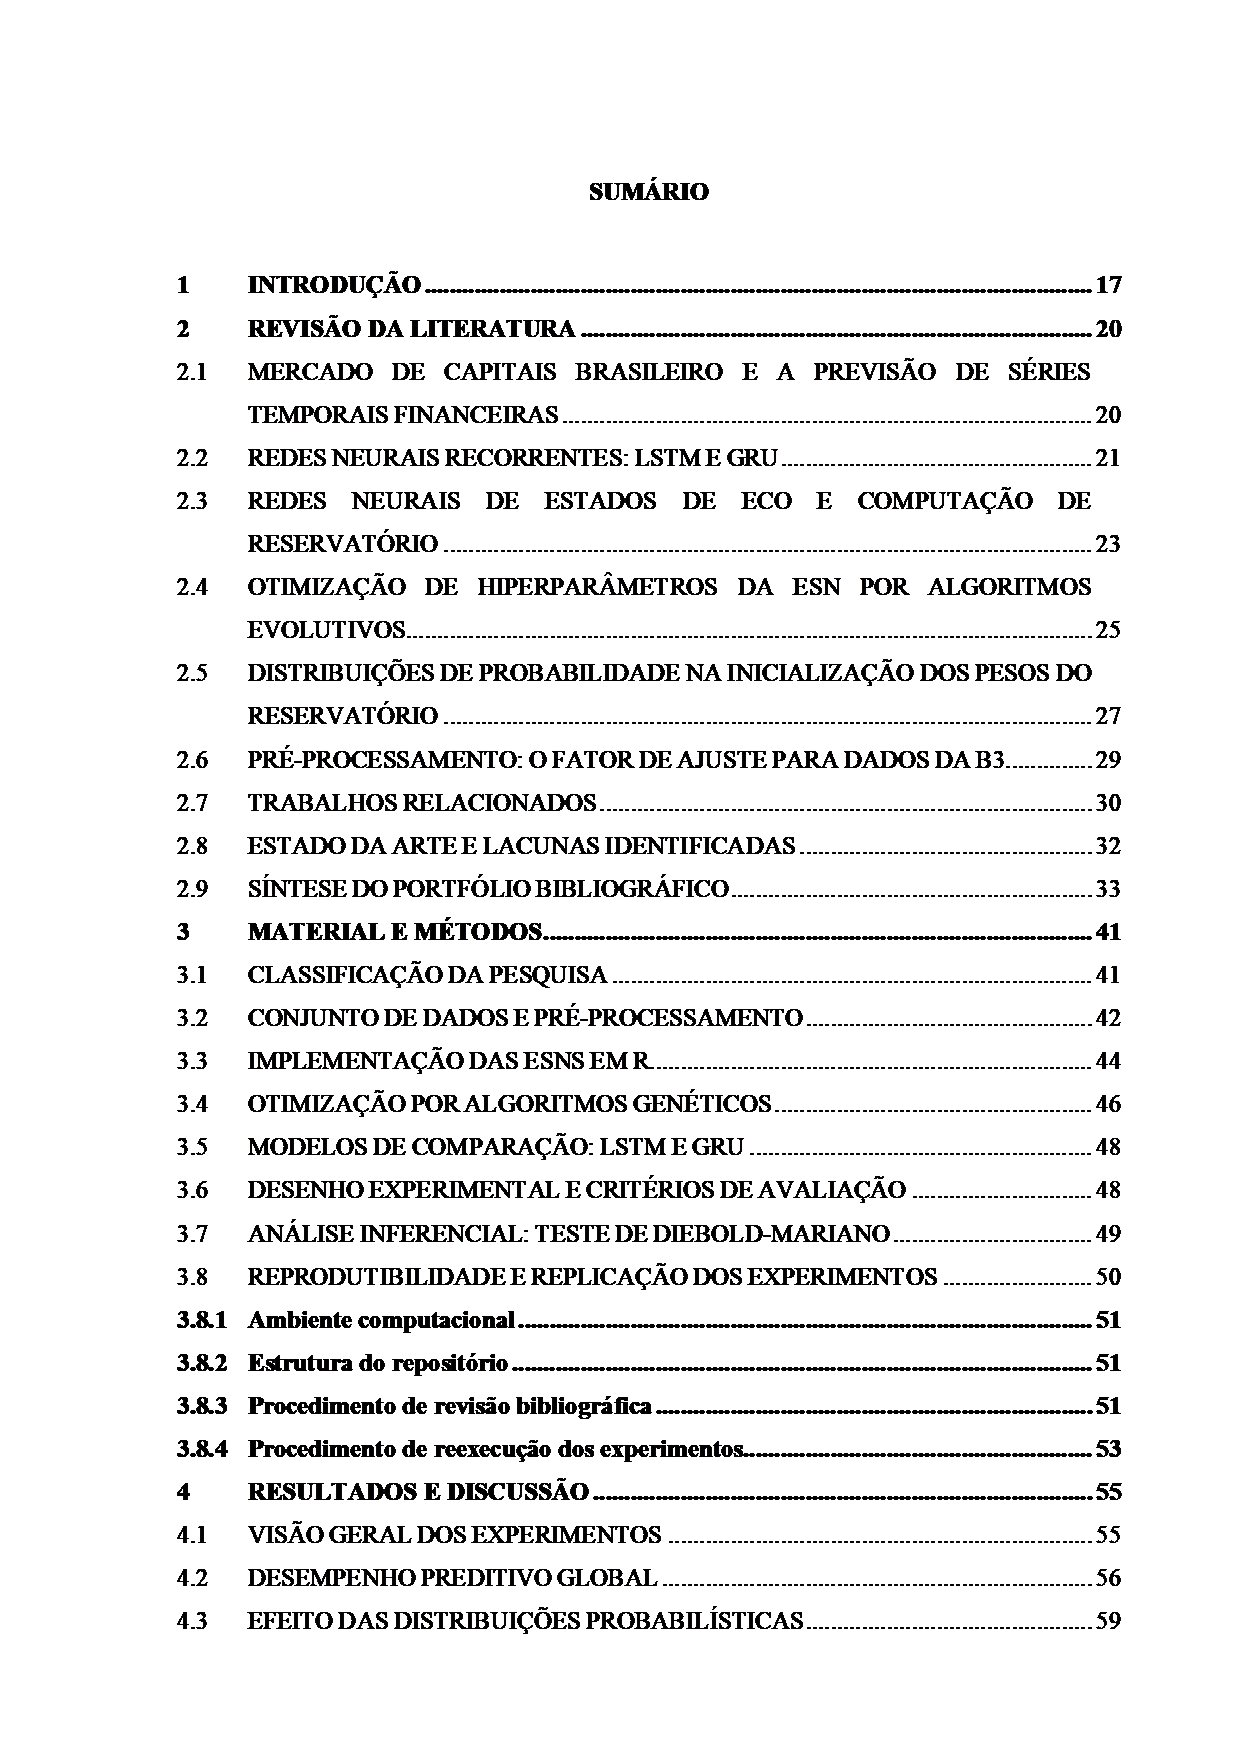 SUMÁRIO
1 INTRODUÇÃO 17
2 REVISÃO DA LITERATURA 20
2.1 MERCADO DE CAPITAIS BRASILEIRO E A PREVISÃO DE SÉRIES
TEMPORAIS FINANCEIRAS 20
2.2 REDES NEURAIS RECORRENTES: LSTM E GRU 21
2.3 REDES NEURAIS DE ESTADOS DE ECO E COMPUTAÇÃO DE
RESERVATÓRIO 23
2.4 OTIMIZAÇÃO DE HIPERPARÂMETROS DA ESN POR ALGORITMOS
EVOLUTIVOS 25
2.5 DISTRIBUIÇÕES DE PROBABILIDADE NA INICIALIZAÇÃO DOS PESOS DO
RESERVATÓRIO 27
2.6 PRÉ-PROCESSAMENTO: O FATOR DE AJUSTE PARA DADOS DA B3 29
2.7 TRABALHOS RELACIONADOS 30
2.8 ESTADO DA ARTE E LACUNAS IDENTIFICADAS 32
2.9 SÍNTESE DO PORTFÓLIO BIBLIOGRÁFICO 33
3 MATERIAL E MÉTODOS 41
3.1 CLASSIFICAÇÃO DA PESQUISA 41
3.2 CONJUNTO DE DADOS E PRÉ-PROCESSAMENTO 42
3.3 IMPLEMENTAÇÃO DAS ESNS EM R 44
3.4 OTIMIZAÇÃO POR ALGORITMOS GENÉTICOS 46
3.5 MODELOS DE COMPARAÇÃO: LSTM E GRU 48
3.6 DESENHO EXPERIMENTAL E CRITÉRIOS DE AVALIAÇÃO 48
3.7 ANÁLISE INFERENCIAL: TESTE DE DIEBOLD-MARIANO 49
3.8 REPRODUTIBILIDADE E REPLICAÇÃO DOS EXPERIMENTOS 50
3.8.1 Ambiente computacional 51
3.8.2 Estrutura do repositório 51
3.8.3 Procedimento de revisão bibliográfica 51
3.8.4 Procedimento de reexecução dos experimentos 53
4 RESULTADOS E DISCUSSÃO 55
4.1 VISÃO GERAL DOS EXPERIMENTOS 55
4.2 DESEMPENHO PREDITIVO GLOBAL 56
4.3 EFEITO DAS DISTRIBUIÇÕES PROBABILÍSTICAS 59